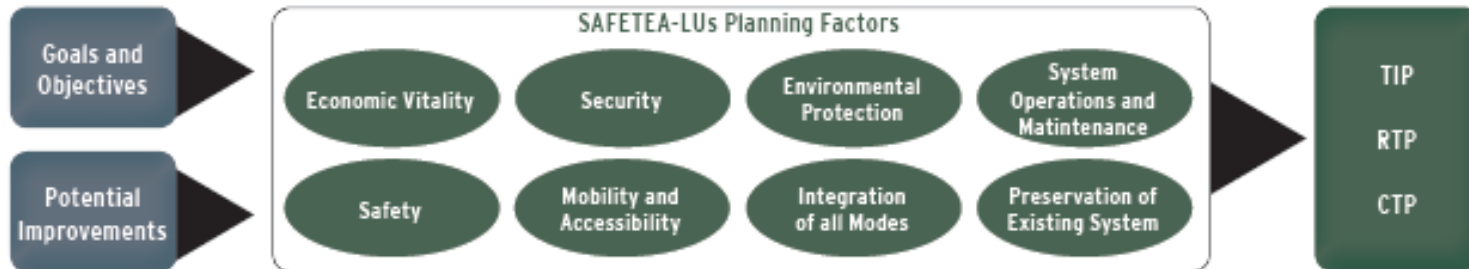 Goals and
Objectives
Potential
Improvements
SAFETEA-LUs Planning Factors
Economic Vitality
Security
Environmental
Protection
System
Operations and
Matintenance
Safety
Mobility and
Accessibility
Integration
of all Modes
Preservation of
Existing System
TIP
RTP
CTP